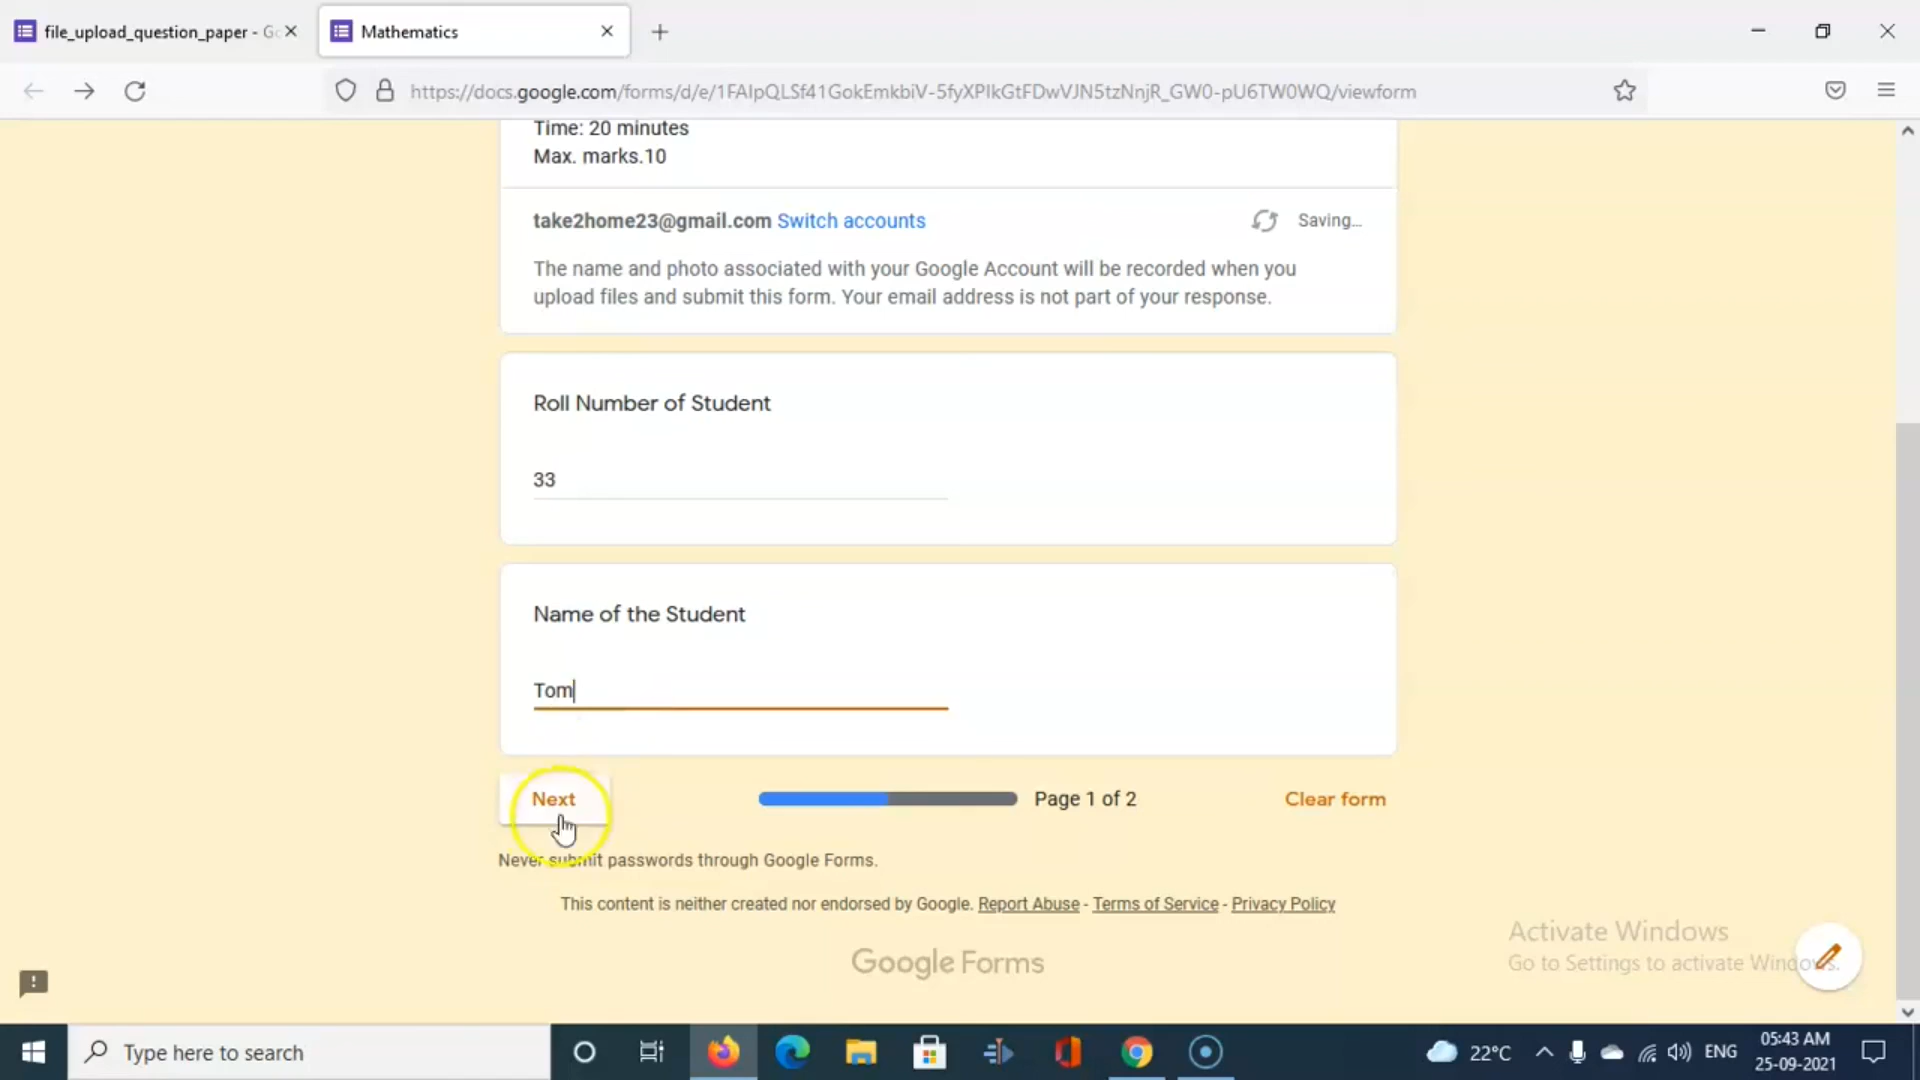 file_upload_question_paper - Go
Mathematics
https://docs.google.com/forms/d/e/1FAIpQLSf41GokEmkbiV-5fyXPIkGtFDwVJN5tzNnjR_GW0-pU6TW0WQ/viewform
Time: 20 minutes
Max. marks.10
take2home23@gmail.com Switch accounts
Saving...
The name and photo associated with your Google Account will be recorded when you
upload files and submit this form. Your email address is not part of your response.
Roll Number of Student
33
Name of the Student
Tom
Next
Page 1 of 2
Clear form
Never submit passwords through Google Forms.
This content is neither created nor endorsed by Google. Report Abuse - Terms of Service - Privacy Policy
Google Forms
Activate Windows
Go to Settings to activate Windows.
Type here to search
22°C
ENG
05:43 AM
25-09-2021